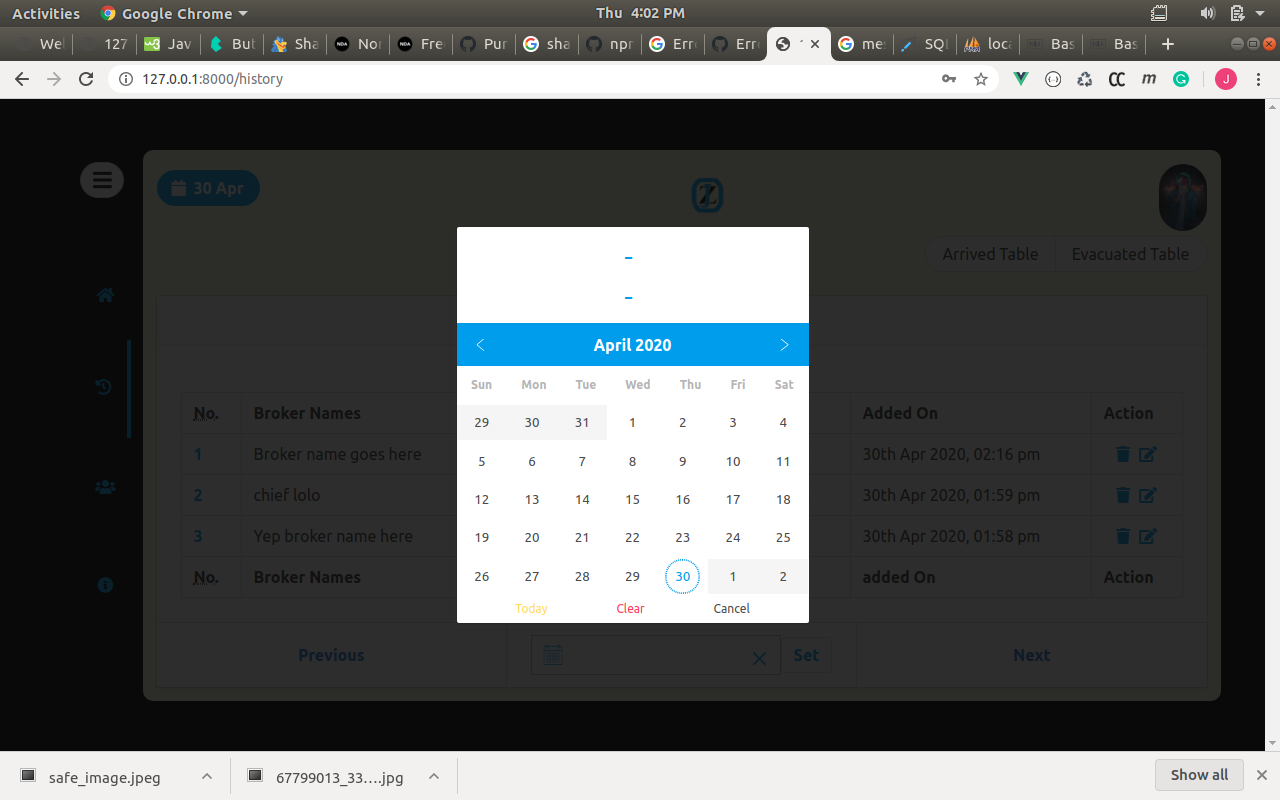 Activities Google Chrome Thu 4:02 PM
Wel 127 Jav But Sha Nor Free Pur sha npr Erro Erro mes SQL loca Bas Bas
127.0.0.1:8000/history
J
30 Apr
Z
Arrived Table Evacuated Table
-
-
April 2020
Sun Mon Tue Wed Thu Fri Sat
29 30 31 1 2 3 4
5 6 7 8 9 10 11
12 13 14 15 16 17 18
19 20 21 22 23 24 25
26 27 28 29 30 1 2
Today Clear Cancel
No. Broker Names Added On Action
1 Broker name goes here 30th Apr 2020, 02:16 pm
2 chief lolo 30th Apr 2020, 01:59 pm
3 Yep broker name here 30th Apr 2020, 01:58 pm
No. Broker Names added On Action
Previous Set Next
safe_image.jpeg 67799013_33....jpg Show all